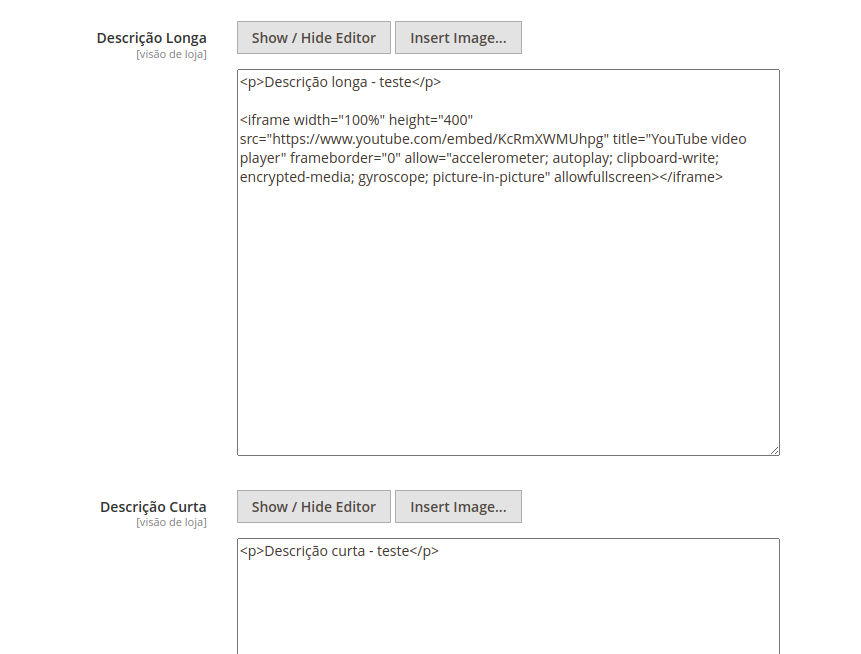 Descrição Longa
[visão de loja]
Show / Hide Editor
Insert Image...
<p>Descrição longa - teste</p>
<iframe width="100%" height="400"
src="https://www.youtube.com/embed/KcRmXWMUhpg" title="YouTube video
player" frameborder="0" allow="accelerometer; autoplay; clipboard-write;
encrypted-media; gyroscope; picture-in-picture" allowfullscreen></iframe>
Descrição Curta
[visão de loja]
Show / Hide Editor
Insert Image...
<p>Descrição curta - teste</p>